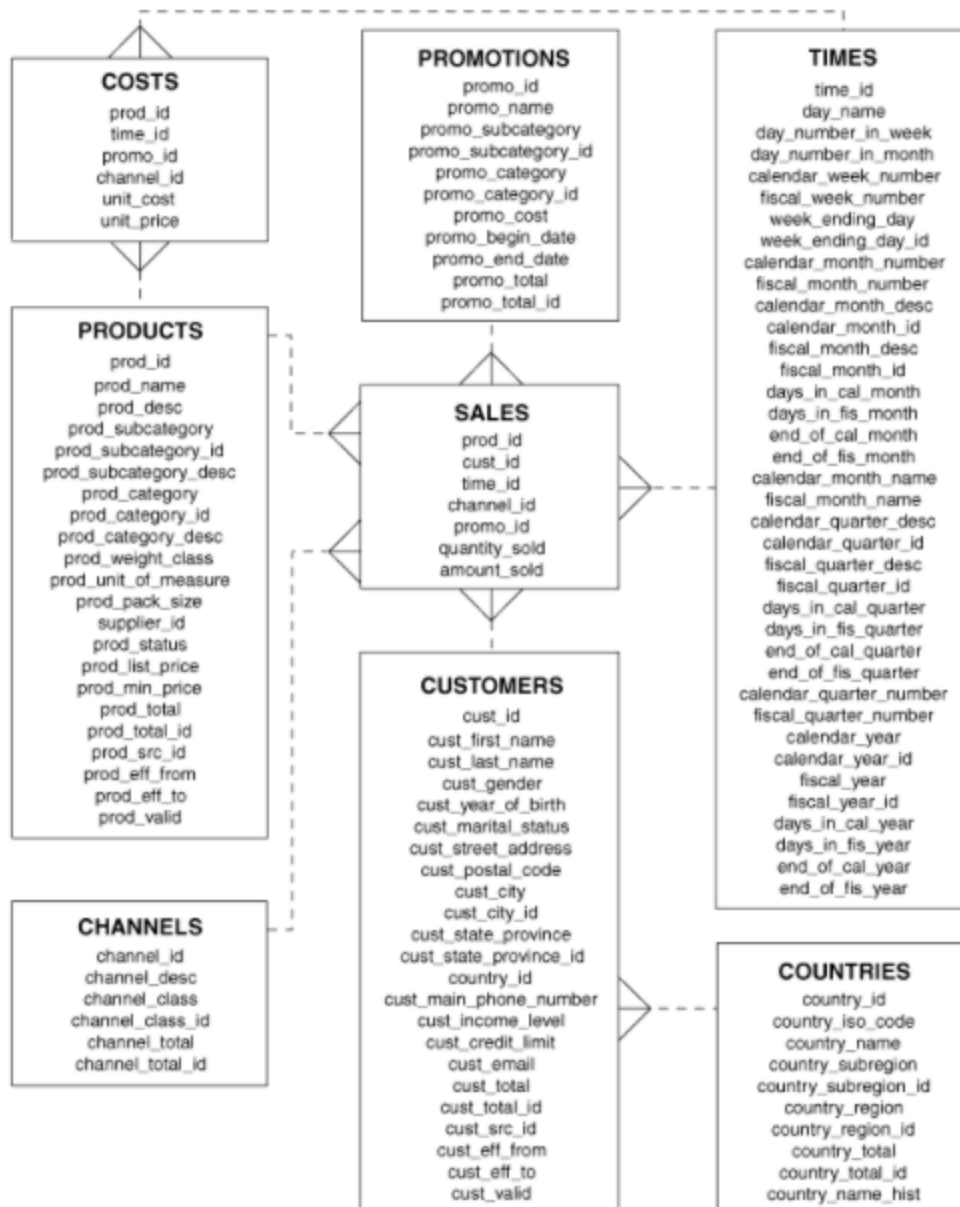 COSTS
prod_id
time_id
promo_id
channel_id
unit_cost
unit_price
PROMOTIONS
promo_id
promo_name
promo_subcategory
promo_subcategory_id
promo_category
promo_category_id
promo_cost
promo_begin_date
promo_end_date
promo_total
promo_total_id
TIMES
time_id
day_name
day_number_in_week
day_number_in_month
calendar_week_number
fiscal_week_number
week_ending_day
week_ending_day_id
calendar_month_number
fiscal_month_number
calendar_month_desc
calendar_month_id
fiscal_month_desc
fiscal_month_id
days_in_cal_month
days_in_fis_month
end_of_cal_month
end_of_fis_month
calendar_month_name
fiscal_month_name
calendar_quarter_desc
calendar_quarter_id
fiscal_quarter_desc
fiscal_quarter_id
days_in_cal_quarter
days_in_fis_quarter
end_of_cal_quarter
end_of_fis_quarter
calendar_quarter_number
fiscal_quarter_number
calendar_year
calendar_year_id
fiscal_year
fiscal_year_id
days_in_cal_year
days_in_fis_year
end_of_cal_year
end_of_fis_year
PRODUCTS
prod_id
prod_name
prod_desc
prod_subcategory
prod_subcategory_id
prod_subcategory_desc
prod_category
prod_category_id
prod_category_desc
prod_weight_class
prod_unit_of_measure
prod_pack_size
supplier_id
prod_status
prod_list_price
prod_min_price
prod_total
prod_total_id
prod_src_id
prod_eff_from
prod_eff_to
prod_valid
SALES
prod_id
cust_id
time_id
channel_id
promo_id
quantity_sold
amount_sold
CUSTOMERS
cust_id
cust_first_name
cust_last_name
cust_gender
cust_year_of_birth
cust_marital_status
cust_street_address
cust_postal_code
cust_city
cust_city_id
cust_state_province
cust_state_province_id
country_id
cust_main_phone_number
cust_income_level
cust_credit_limit
cust_email
cust_total
cust_total_id
cust_src_id
cust_eff_from
cust_eff_to
cust_valid
CHANNELS
channel_id
channel_desc
channel_class
channel_class_id
channel_total
channel_total_id
COUNTRIES
country_id
country_iso_code
country_name
country_subregion
country_subregion_id
country_region
country_region_id
country_total
country_total_id
country_name_hist